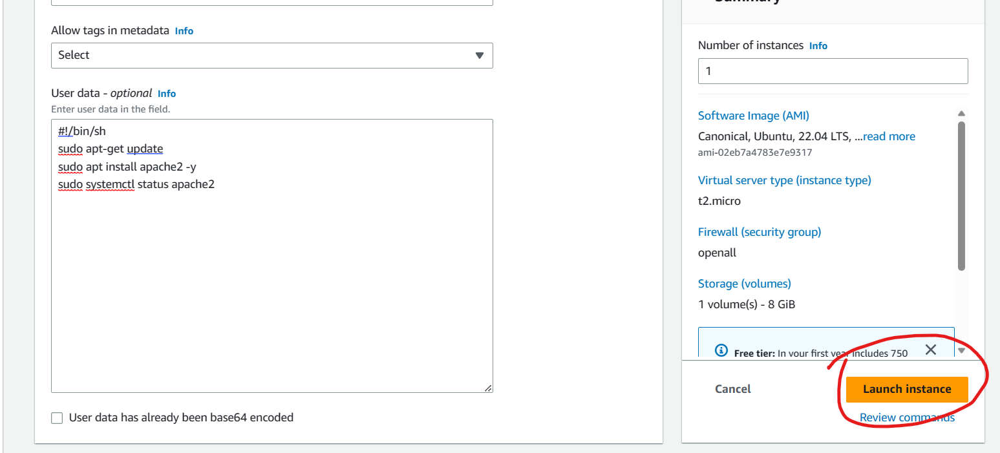 Summary
Allow tags in metadata Info
Select
User data - optional Info
Enter user data in the field.
#!/bin/sh
sudo apt-get update
sudo apt install apache2 -y
sudo systemctl status apache2
User data has already been base64 encoded
Number of instances Info
1
Software Image (AMI)
Canonical, Ubuntu, 22.04 LTS, ...read more
ami-02eb7a4783e7e9317
Virtual server type (instance type)
t2.micro
Firewall (security group)
openall
Storage (volumes)
1 volume(s) - 8 GiB
Free tier: In your first year includes 750
Cancel
Launch instance
Review commands